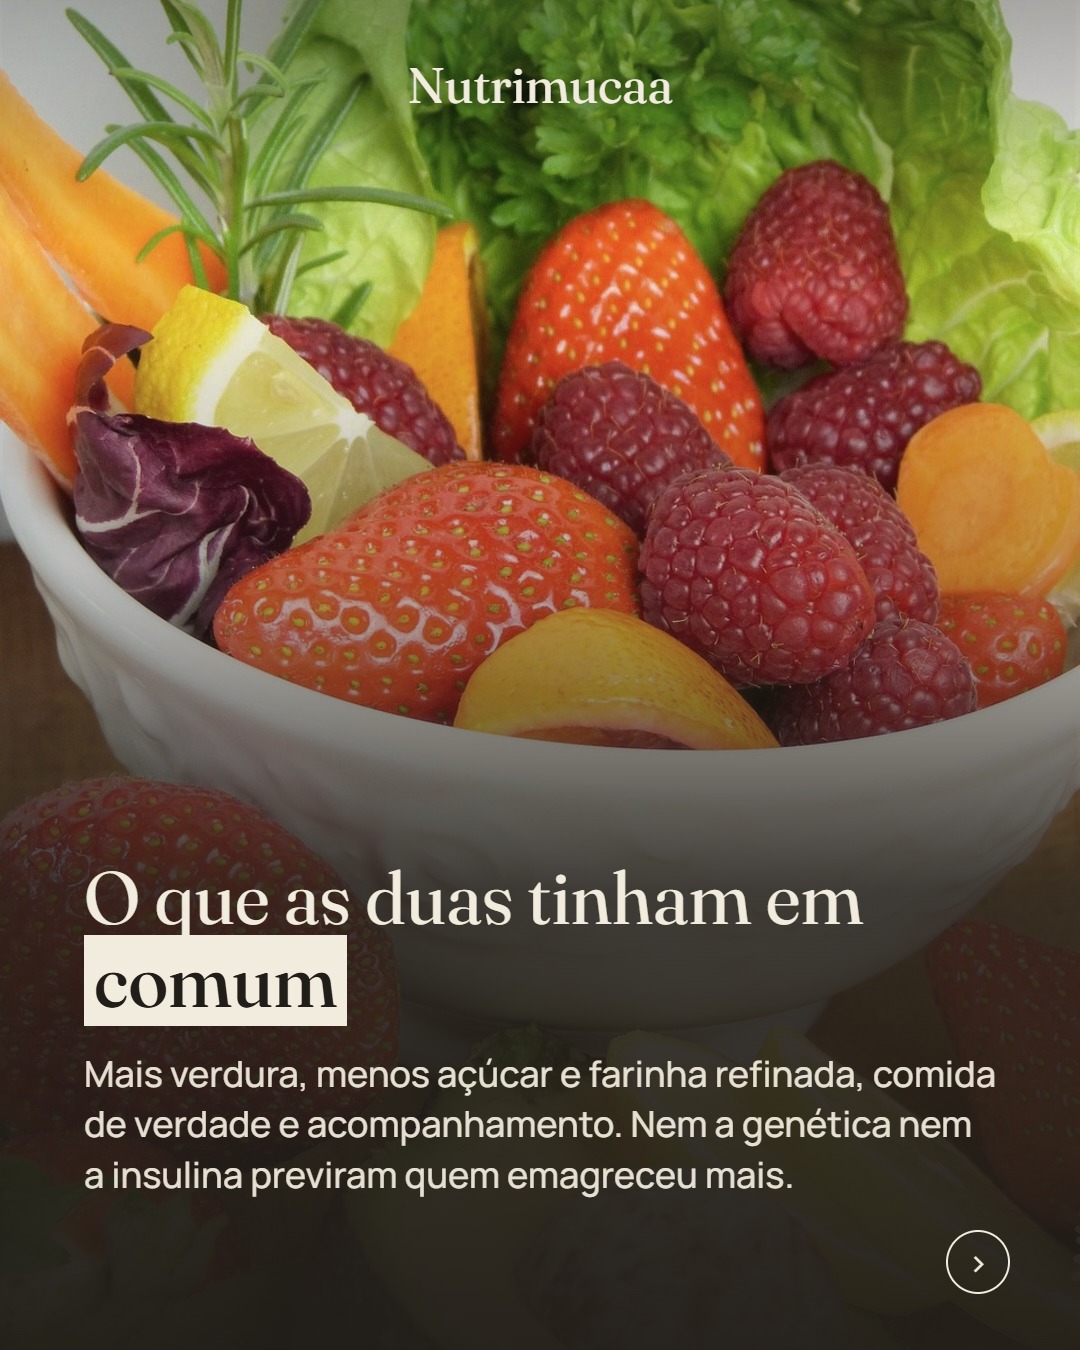 Nutrimucaa
O que as duas tinham em
comum
Mais verdura, menos açúcar e farinha refinada, comida
de verdade e acompanhamento. Nem a genética nem
a insulina previram quem emagreceu mais.